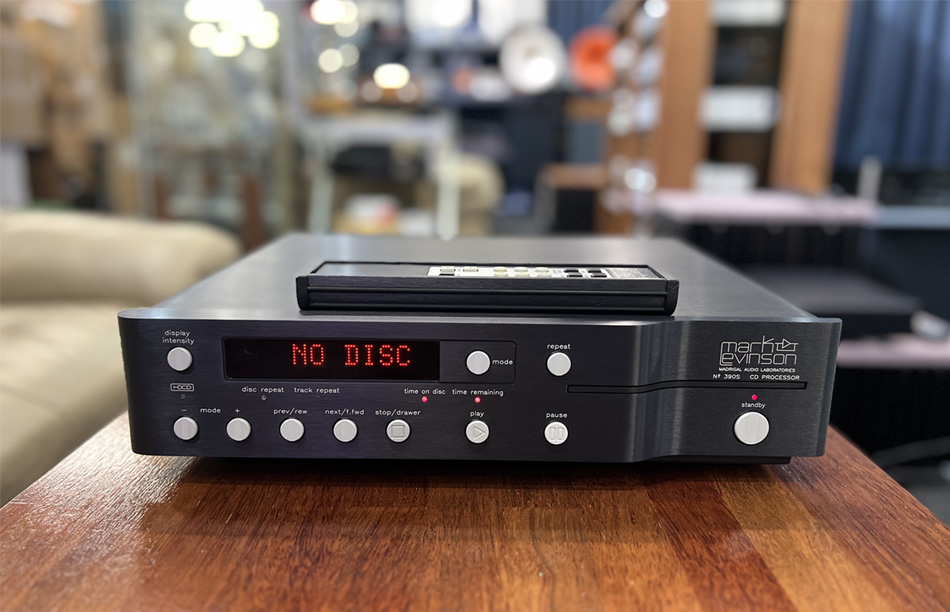 display
intensity
NO DISC
mode
repeat
mark
Levinson
MADRIGAL AUDIO LABORATORIES
Nº 390S CD PROCESSOR
HDCD
disc repeat track repeat
time on disc time remaining
standby
− mode +
prev/rew
next/f.fwd
stop/drawer
play
pause